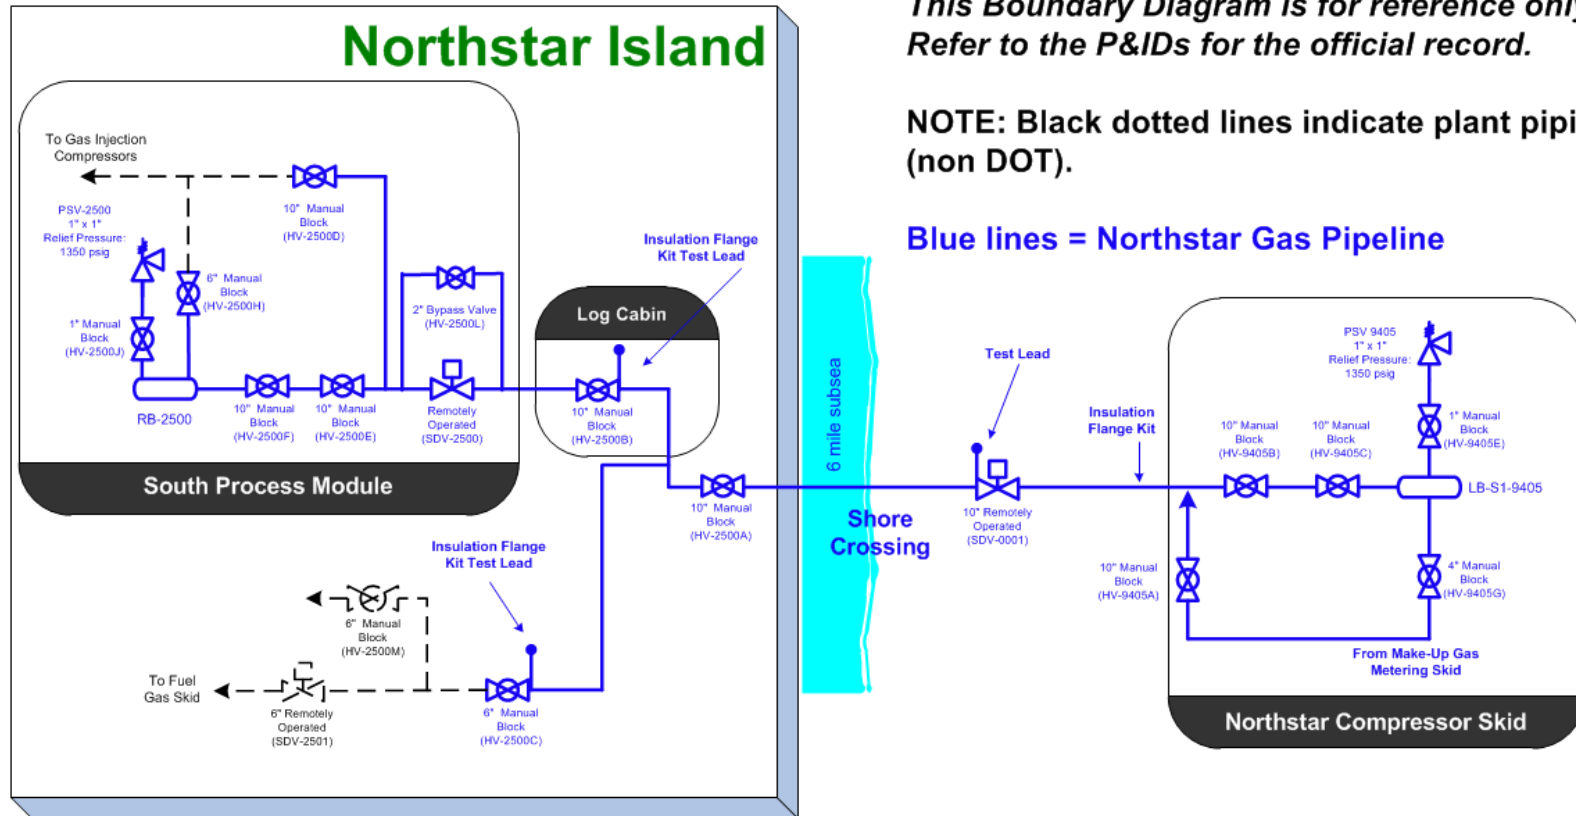 Northstar Island
This Boundary Diagram is for reference only
Refer to the P&IDs for the official record.
NOTE: Black dotted lines indicate plant pipi
(non DOT).
Blue lines = Northstar Gas Pipeline
To Gas Injection
Compressors
PSV-2500
1" x 1"
Relief Pressure:
1350 psig
10" Manual
Block
(HV-2500D)
6" Manual
Block
(HV-2500H)
1" Manual
Block
(HV-2500J)
RB-2500
10" Manual
Block
(HV-2500F)
10" Manual
Block
(HV-2500E)
2" Bypass Valve
(HV-2500L)
Remotely
Operated
(SDV-2500)
South Process Module
Insulation Flange
Kit Test Lead
Log Cabin
10" Manual
Block
(HV-2500B)
10" Manual
Block
(HV-2500A)
Insulation Flange
Kit Test Lead
6" Manual
Block
(HV-2500M)
To Fuel
Gas Skid
6" Remotely
Operated
(SDV-2501)
6" Manual
Block
(HV-2500C)
6 mile subsea
Shore
Crossing
Test Lead
10" Remotely
Operated
(SDV-0001)
Insulation
Flange Kit
PSV 9405
1" x 1"
Relief Pressure:
1350 psig
1" Manual
Block
(HV-9405E)
10" Manual
Block
(HV-9405B)
10" Manual
Block
(HV-9405C)
LB-S1-9405
10" Manual
Block
(HV-9405A)
4" Manual
Block
(HV-9405G)
From Make-Up Gas
Metering Skid
Northstar Compressor Skid